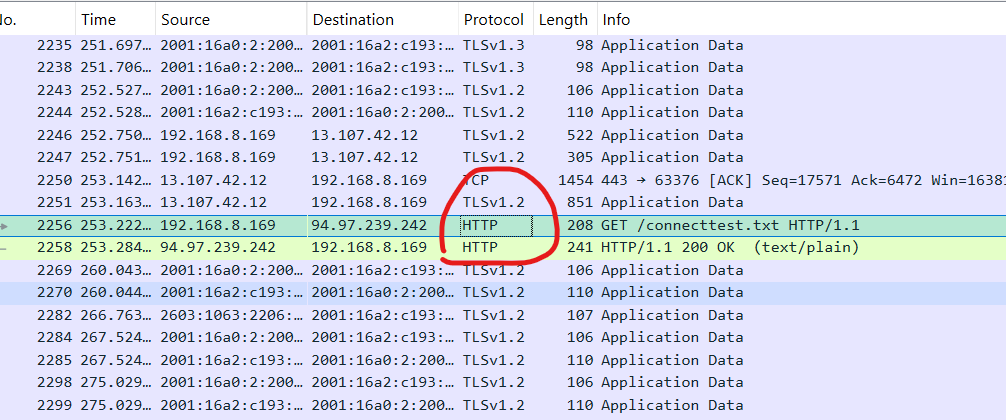 No. Time Source Destination Protocol Length Info
2235 251.697… 2001:16a0:2:200… 2001:16a2:c193:… TLSv1.3 98 Application Data
2238 251.706… 2001:16a0:2:200… 2001:16a2:c193:… TLSv1.3 98 Application Data
2243 252.527… 2001:16a0:2:200… 2001:16a2:c193:… TLSv1.2 106 Application Data
2244 252.528… 2001:16a2:c193:… 2001:16a0:2:200… TLSv1.2 110 Application Data
2246 252.750… 192.168.8.169 13.107.42.12 TLSv1.2 522 Application Data
2247 252.751… 192.168.8.169 13.107.42.12 TLSv1.2 305 Application Data
2250 253.142… 13.107.42.12 192.168.8.169 TCP 1454 443 → 63376 [ACK] Seq=17571 Ack=6472 Win=16381
2251 253.163… 13.107.42.12 192.168.8.169 TLSv1.2 851 Application Data
2256 253.222… 192.168.8.169 94.97.239.242 HTTP 208 GET /connecttest.txt HTTP/1.1
2258 253.284… 94.97.239.242 192.168.8.169 HTTP 241 HTTP/1.1 200 OK (text/plain)
2269 260.043… 2001:16a0:2:200… 2001:16a2:c193:… TLSv1.2 106 Application Data
2270 260.044… 2001:16a2:c193:… 2001:16a0:2:200… TLSv1.2 110 Application Data
2282 266.763… 2603:1063:2206:… 2001:16a2:c193:… TLSv1.2 107 Application Data
2284 267.524… 2001:16a0:2:200… 2001:16a2:c193:… TLSv1.2 106 Application Data
2285 267.524… 2001:16a2:c193:… 2001:16a0:2:200… TLSv1.2 110 Application Data
2298 275.029… 2001:16a0:2:200… 2001:16a2:c193:… TLSv1.2 106 Application Data
2299 275.029… 2001:16a2:c193:… 2001:16a0:2:200… TLSv1.2 110 Application Data